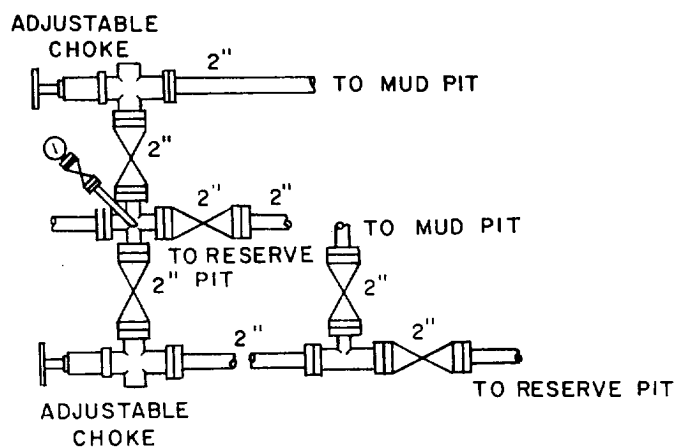 ADJUSTABLE
CHOKE
2"
TO MUD PIT
2"
2"
2"
TO MUD PIT
TO RESERVE
PIT
2"
2"
2"
2"
TO RESERVE PIT
ADJUSTABLE
CHOKE